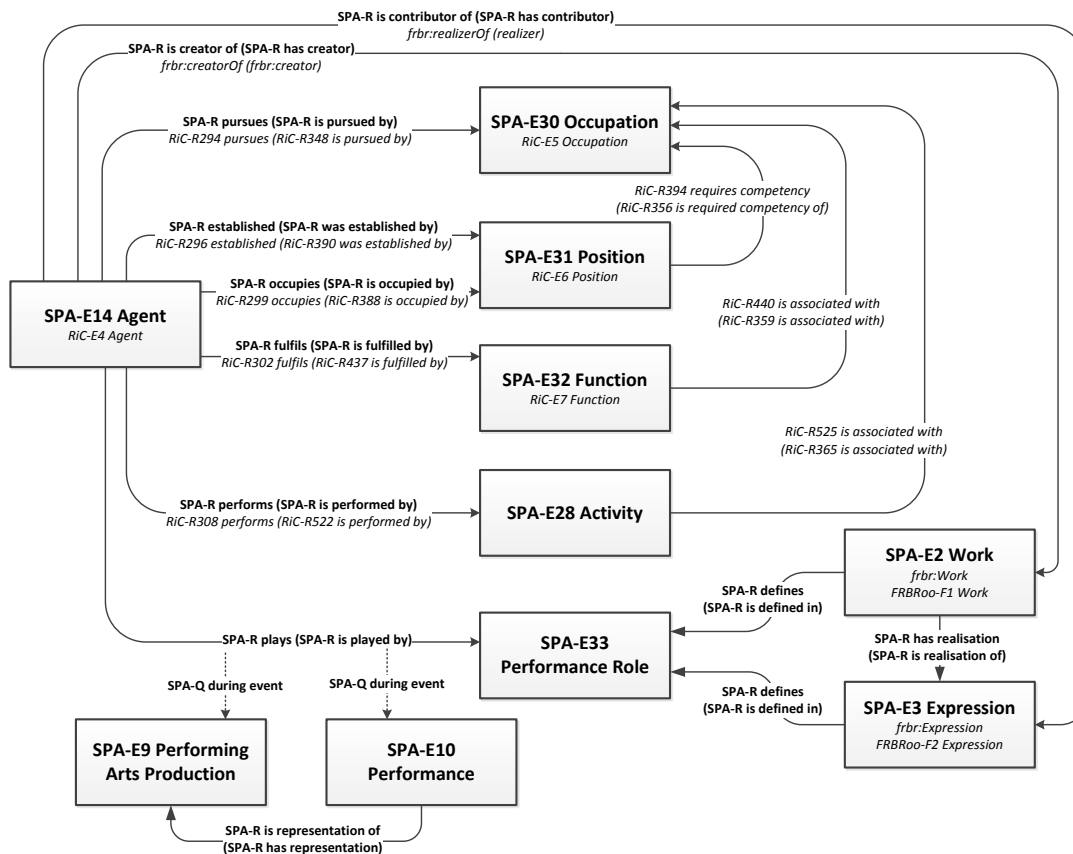 SPA-R is contributor of (SPA-R has contributor)
frbr:realizerOf (realizer)
SPA-R is creator of (SPA-R has creator)
frbr:creatorOf (frbr:creator)
SPA-R pursues (SPA-R is pursued by)
RiC-R294 pursues (RiC-R348 is pursued by)
SPA-E30 Occupation
RiC-E5 Occupation
RiC-R394 requires competency
(RiC-R356 is required competency of)
SPA-R established (SPA-R was established by)
RiC-R296 established (RiC-R390 was established by)
SPA-E31 Position
RiC-E6 Position
SPA-R occupies (SPA-R is occupied by)
RiC-R299 occupies (RiC-R388 is occupied by)
SPA-E14 Agent
RiC-E4 Agent
RiC-R440 is associated with
(RiC-R359 is associated with)
SPA-R fulfils (SPA-R is fulfilled by)
RiC-R302 fulfils (RiC-R437 is fulfilled by)
SPA-E32 Function
RiC-E7 Function
RiC-R525 is associated with
(RiC-R365 is associated with)
SPA-R performs (SPA-R is performed by)
RiC-R308 performs (RiC-R522 is performed by)
SPA-E28 Activity
SPA-E2 Work
frbr:Work
FRBRoo-F1 Work
SPA-R defines
(SPA-R is defined in)
SPA-R plays (SPA-R is played by)
SPA-E33
Performance Role
SPA-R has realisation
(SPA-R is realisation of)
SPA-Q during event
SPA-Q during event
SPA-R defines
(SPA-R is defined in)
SPA-E3 Expression
frbr:Expression
FRBRoo-F2 Expression
SPA-E9 Performing
Arts Production
SPA-E10
Performance
SPA-R is representation of
(SPA-R has representation)